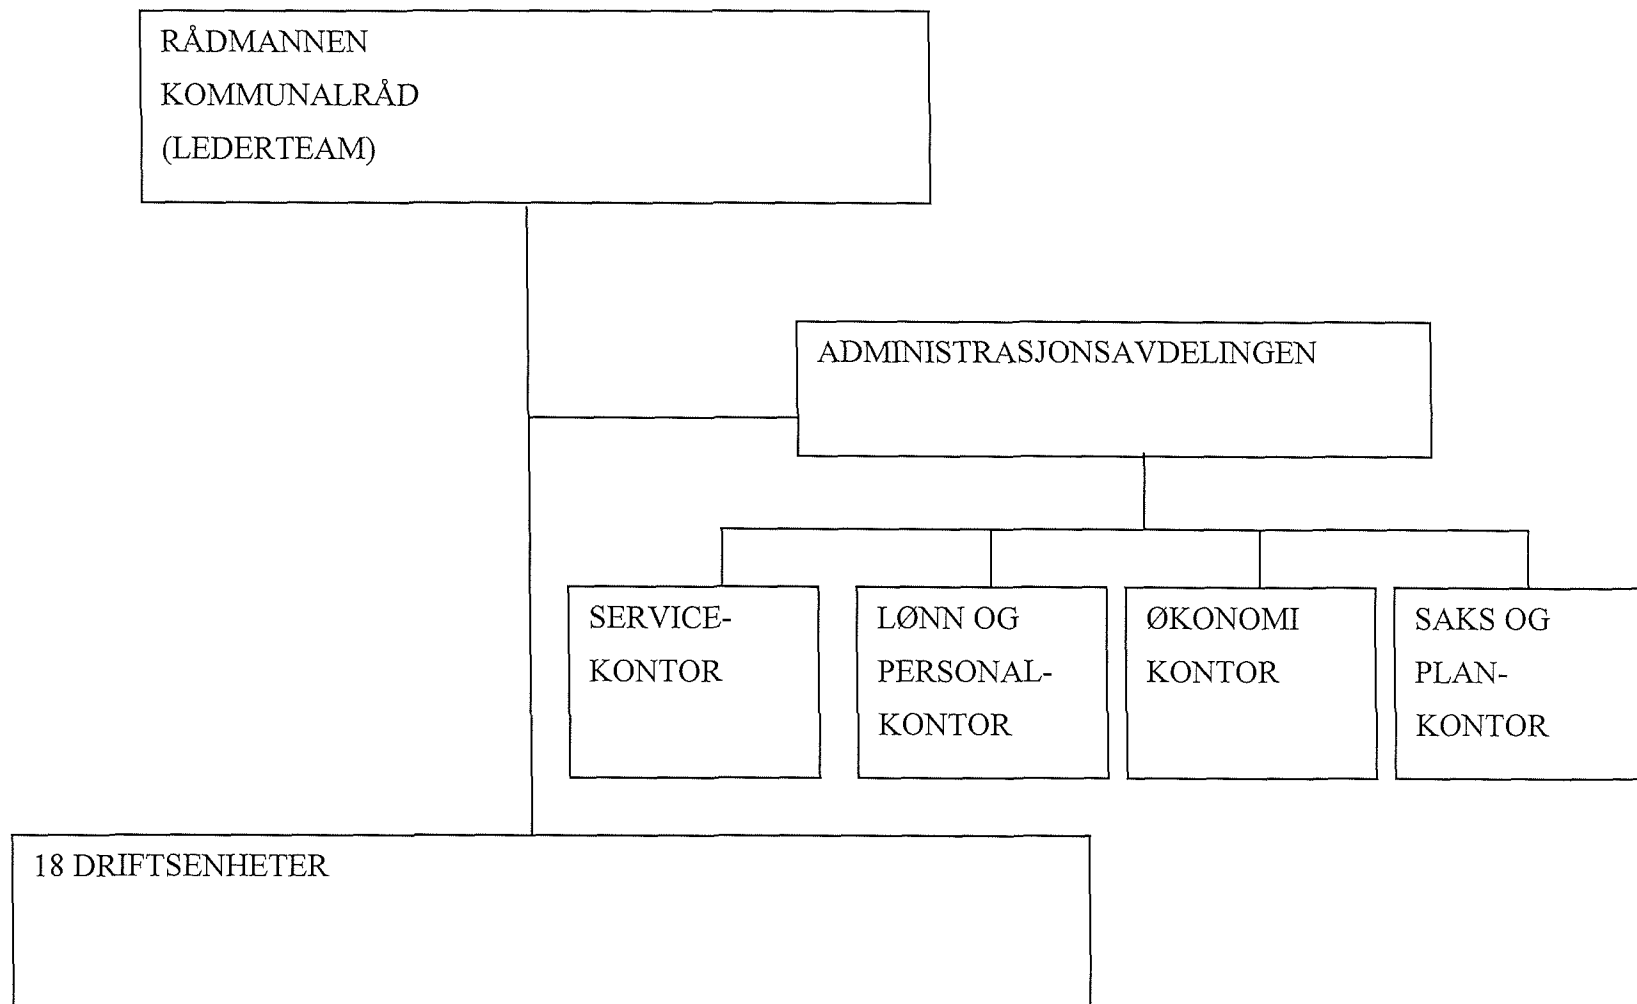 RÅDMANNEN
KOMMUNALRÅD
(LEDERTEAM)
ADMINISTRASJONSAVDELINGEN
SERVICE-
KONTOR
LØNN OG
PERSONAL-
KONTOR
ØKONOMI
KONTOR
SAKS OG
PLAN-
KONTOR
18 DRIFTSENHETER